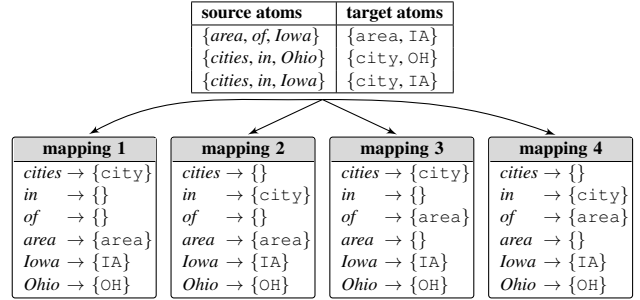 source atoms target atoms
{area, of, Iowa} {area, IA}
{cities, in, Ohio} {city, OH}
{cities, in, Iowa} {city, IA}
mapping 1 mapping 2 mapping 3 mapping 4
cities → {city} cities → {} cities → {city} cities → {}
in → {} in → {city} in → {} in → {city}
of → {} of → {} of → {area} of → {area}
area → {area} area → {area} area → {} area → {}
Iowa → {IA} Iowa → {IA} Iowa → {IA} Iowa → {IA}
Ohio → {OH} Ohio → {OH} Ohio → {OH} Ohio → {OH}